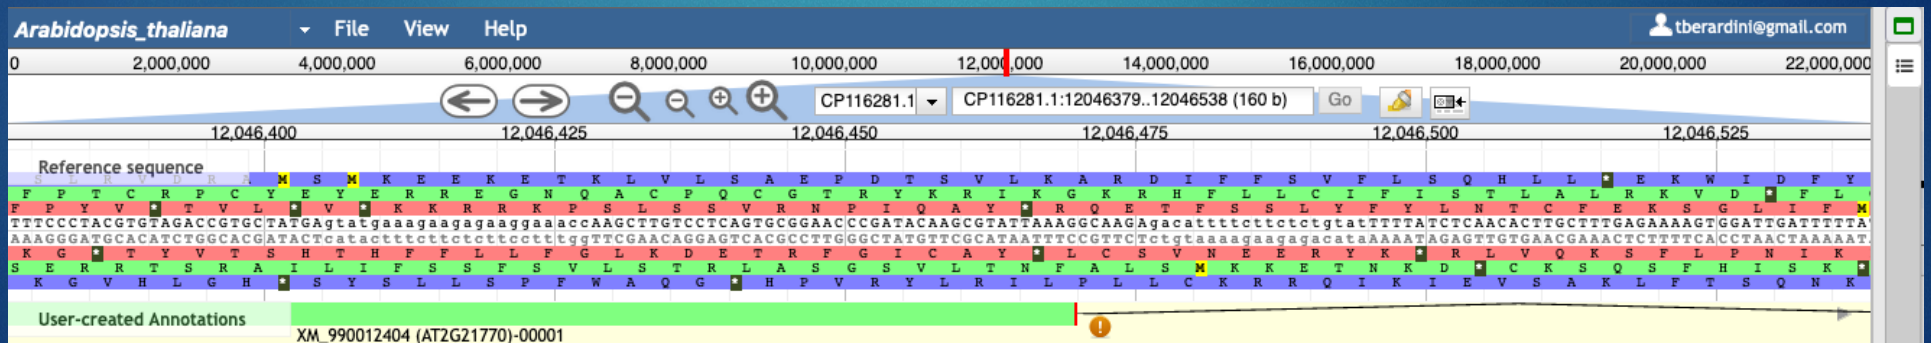 Arabidopsis_thaliana File View Help tberardini@gmail.com
0 2,000,000 4,000,000 6,000,000 8,000,000 10,000,000 12,000,000 14,000,000 16,000,000 18,000,000 20,000,000 22,000,000
CP116281.1 CP116281.1:12046379..12046538 (160 b) Go
12,046,400 12,046,425 12,046,450 12,046,475 12,046,500 12,046,525
Reference sequence
S L R V D R A M S M K E E K E T K L V L S A E P D T S V L K A R D I F F S V F L S Q H L L * E K W I D F Y
F P T C R P C Y E Y E R R E G N Q A C P Q C G T R Y K R I K G K R H F L L C I F I S T L A L R K V D * F L
F P Y V * T V L * V * K K R K P S L S S V R N P I Q A Y * R Q E T F S S L Y F Y L N T C F E K S G L I F M
TTTCCCTACGTGTAGACCGTGCTATGAgtatgaaagaagagaaggaaaccAAGCTTGTCCTCAGTGCGGAACCCGATACAAGCGTATTAAAGGCAAGAgacattttcttctctgtatTTTTATCTCAACACTTGCTTTGAGAAAAGTGGATTGATTTTTA
AAAGGGATGCACATCTGGCACGATACTCatactttcttctcttcctttggTTCGAACAGGAGTCACGCCTTGGGCTATGTTCGCATAATTTCCGTTCTctgtaaaagaagagacataAAAATAGAGTTGTGAACGAAACTCTTTTCACCTAACTAAAAAT
K G * T Y V T S H T H F F L L F G L K D E T R F G I C A Y * L C S V N E E R Y K * R L V Q K S F L P N I K
S E R R T S R A I L I F S S F S V L S T R L A S G S V L T N F A L S M K K E T N K D * C K S Q S F H I S K *
K G V H L G H * S Y S L L S P F W A Q G * H P V R Y L R I L P L L C K R R Q I K I E V S A K L F T S Q N K
User-created Annotations
XM_990012404 (AT2G21770)-00001